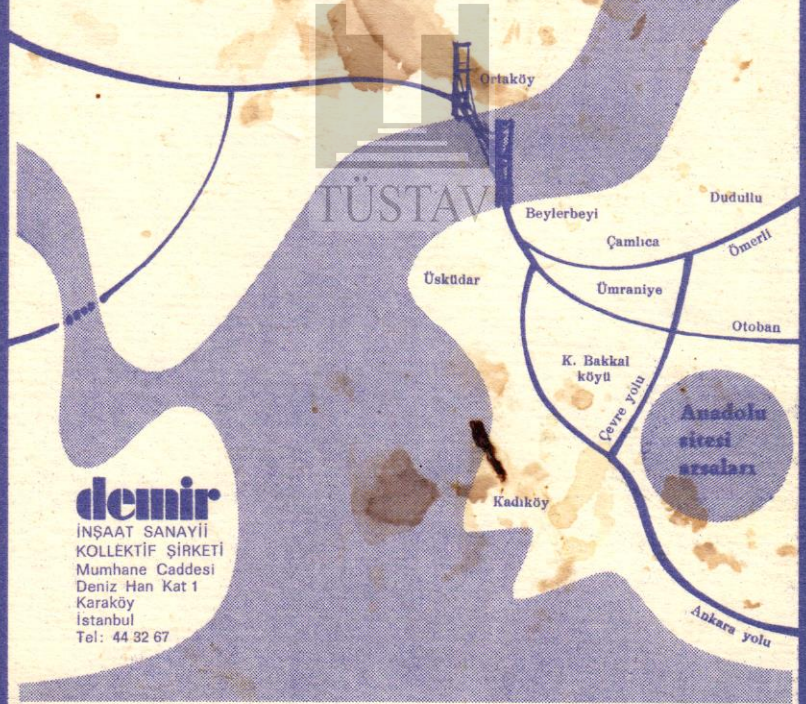 Ortaköy
TÜSTAV
Dudullu
Beylerbeyi
Çamlıca
Ömerli
Üsküdar
Ümraniye
Otoban
K. Bakkal
köyü
Çevre yolu
Anadolu
sitesi
arsaları
Kadıköy
demir
İNŞAAT SANAYİİ
KOLLEKTİF ŞİRKETİ
Mumhane Caddesi
Deniz Han Kat 1
Karaköy
İstanbul
Tel: 44 32 67
Ankara yolu